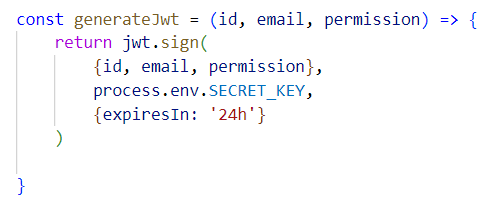 const generateJwt = (id, email, permission) => {
    return jwt.sign(
        {id, email, permission},
        process.env.SECRET_KEY,
        {expiresIn: '24h'}
    )
}